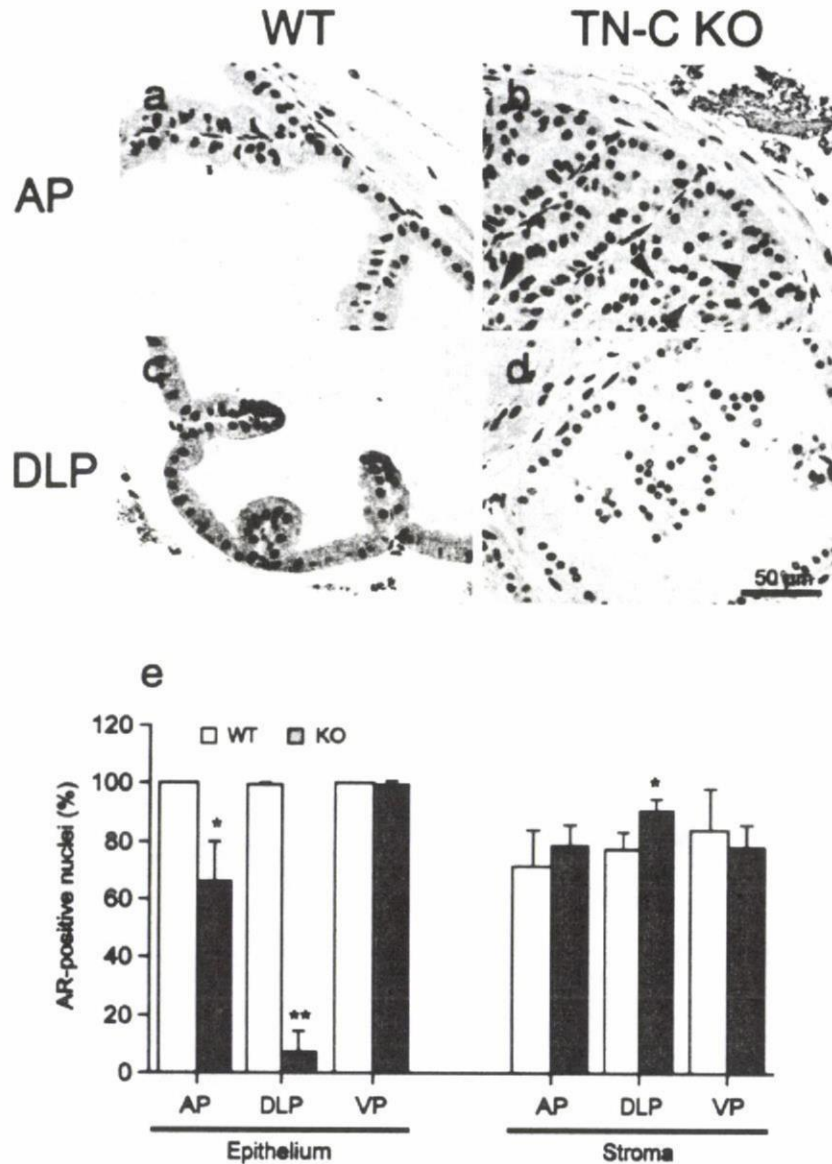 WT TN-C KO
a b
AP
c d
DLP
50 µm
e
120
WT KO
100
80
60
40
20
0
AR-positive nuclei (%)
*
**
*
AP DLP VP AP DLP VP
Epithelium Stroma